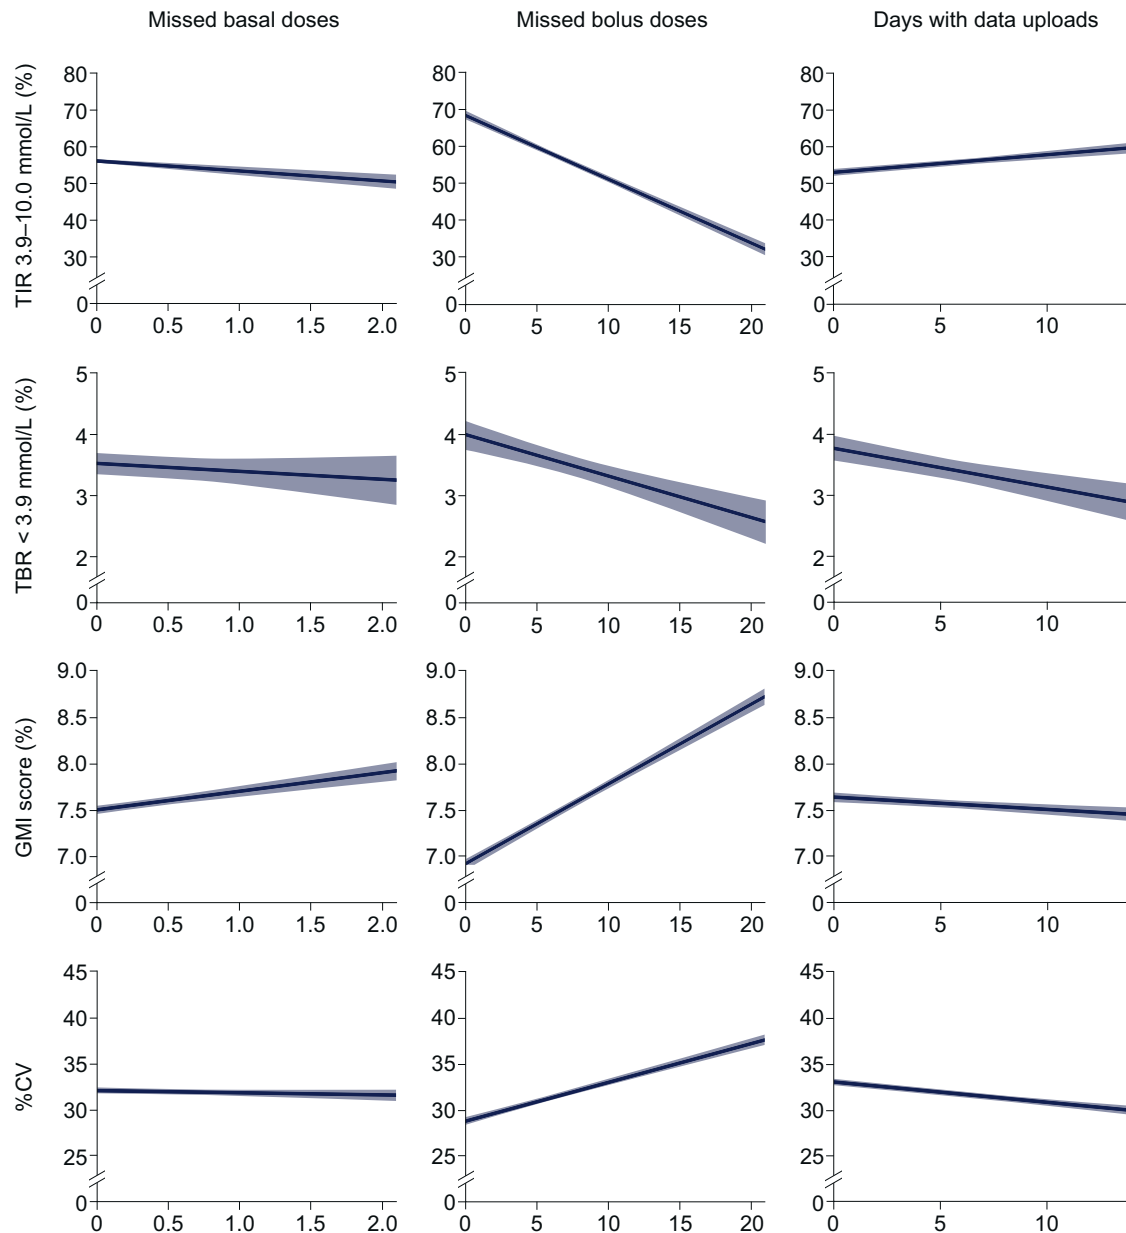 Missed basal doses Missed bolus doses Days with data uploads
TIR 3.9–10.0 mmol/L (%)
80 80 80
70 70 70
60 60 60
50 50 50
40 40 40
30 30 30
0 0 0
0 0.5 1.0 1.5 2.0 0 5 10 15 20 0 5 10
TBR < 3.9 mmol/L (%)
5 5 5
4 4 4
3 3 3
2 2 2
0 0 0
0 0.5 1.0 1.5 2.0 0 5 10 15 20 0 5 10
GMI score (%)
9.0 9.0 9.0
8.5 8.5 8.5
8.0 8.0 8.0
7.5 7.5 7.5
7.0 7.0 7.0
0 0 0
0 0.5 1.0 1.5 2.0 0 5 10 15 20 0 5 10
%CV
45 45 45
40 40 40
35 35 35
30 30 30
25 25 25
0 0 0
0 0.5 1.0 1.5 2.0 0 5 10 15 20 0 5 10